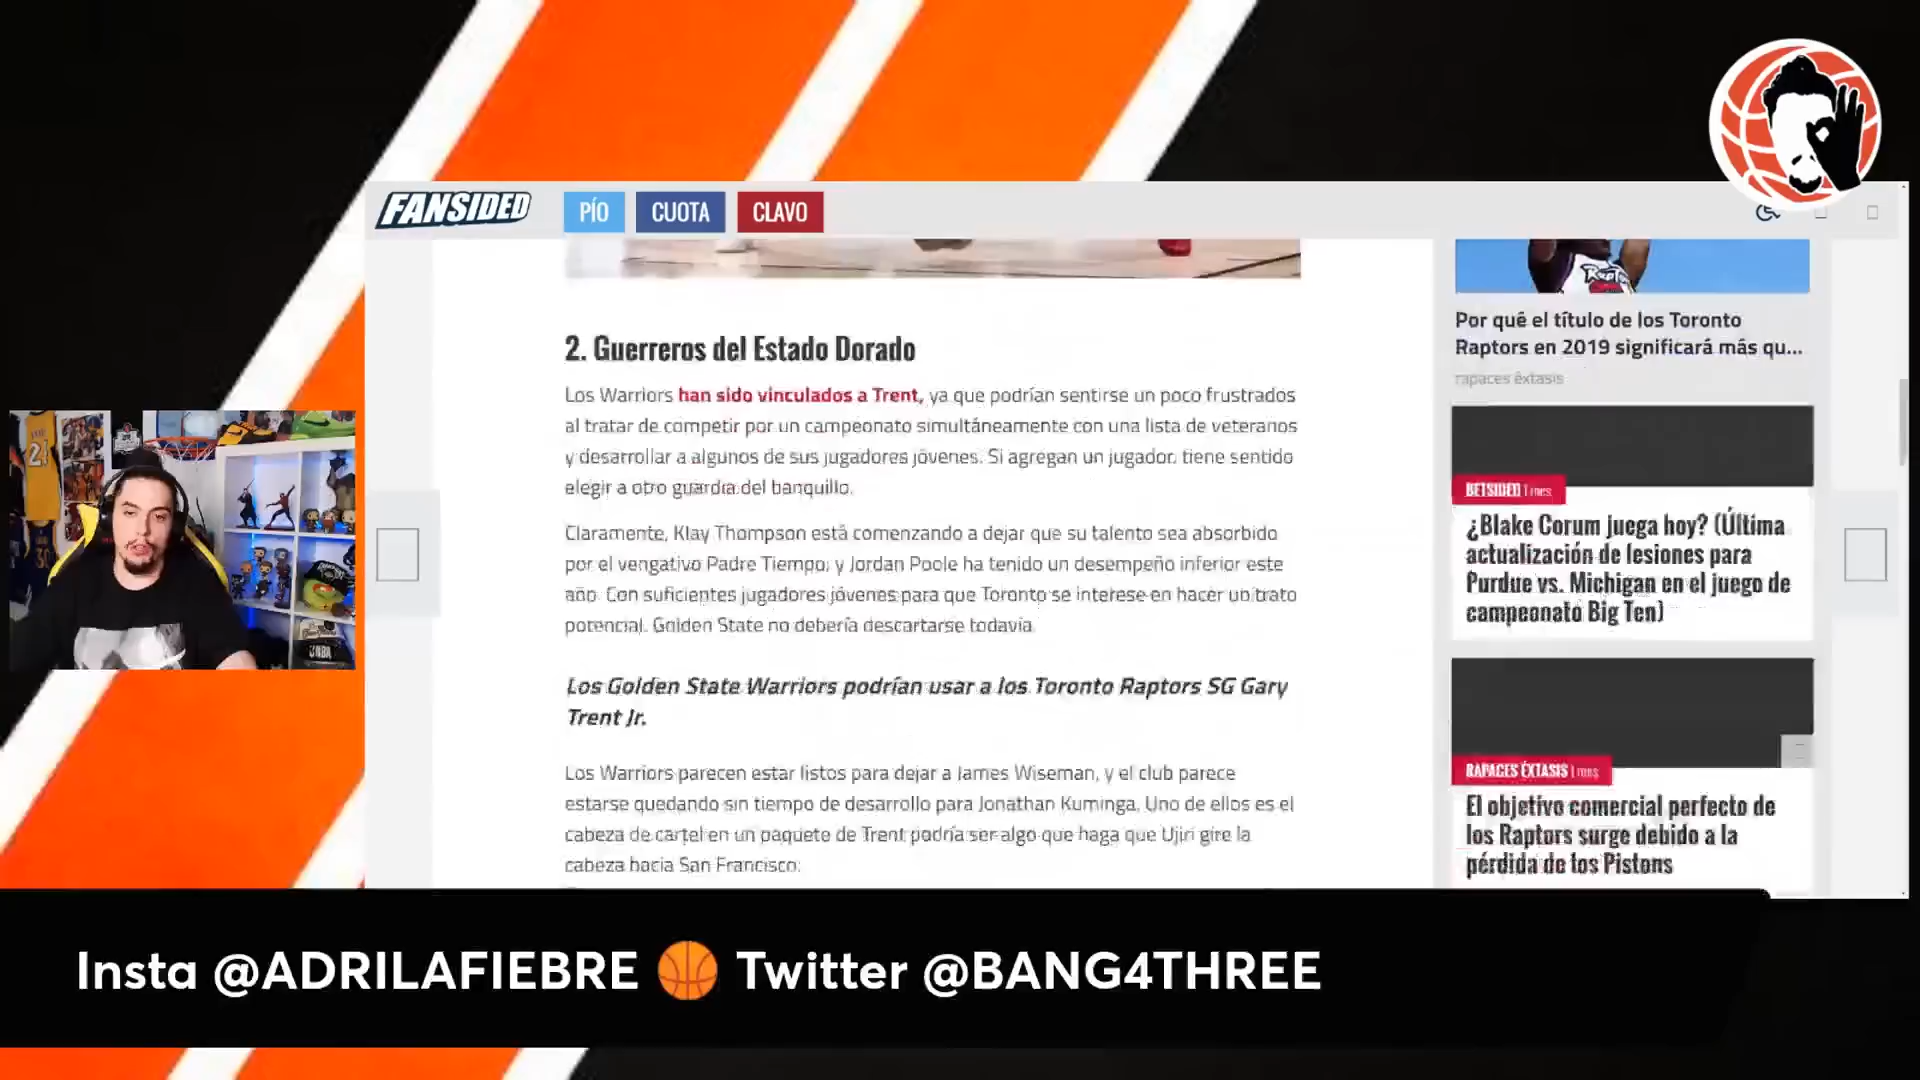 FANSIDED
PÍO
CUOTA
CLAVO
2. Guerreros del Estado Dorado
Los Warriors han sido vinculados a Trent, ya que podrían sentirse un poco frustrados
al tratar de competir por un campeonato simultáneamente con una lista de veteranos
y desarrollar a algunos de sus jugadores jóvenes. Si agregan un jugador, tiene sentido
elegir a otro guardia del banquillo.
Claramente, Klay Thompson está comenzando a dejar que su talento sea absorbido
por el vengativo Padre Tiempo, y Jordan Poole ha tenido un desempeño inferior este
año. Con suficientes jugadores jóvenes para que Toronto se interese en hacer un trato
potencial, Golden State no debería descartarse todavía.
Los Golden State Warriors podrían usar a los Toronto Raptors SG Gary
Trent Jr.
Los Warriors parecen estar listos para dejar a James Wiseman, y el club parece
estarse quedando sin tiempo de desarrollo para Jonathan Kuminga. Uno de ellos es el
cabeza de cartel en un paquete de Trent podría ser algo que haga que Ujiri gire la
cabeza hacia San Francisco.
Por qué el título de los Toronto
Raptors en 2019 significará más qu...
rapaces éxtasis
BETSIDED 1 mes
¿Blake Corum juega hoy? (Última
actualización de lesiones para
Purdue vs. Michigan en el juego de
campeonato Big Ten)
RAPACES ÉXTASIS 1 mes
El objetivo comercial perfecto de
los Raptors surge debido a la
pérdida de los Pistons
24
30
NBA
Insta @ADRILAFIEBRE Twitter @BANG4THREE